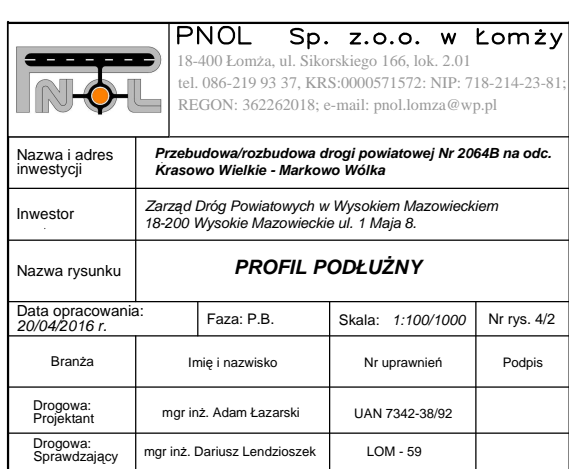 PNOL
PNOL Sp. z.o.o. w Łomży
18-400 Łomża, ul. Sikorskiego 166, lok. 2.01
tel. 086-219 93 37, KRS:0000571572: NIP: 718-214-23-81;
REGON: 362262018; e-mail: pnol.lomza@wp.pl
Nazwa i adres
inwestycji
Przebudowa/rozbudowa drogi powiatowej Nr 2064B na odc.
Krasowo Wielkie - Markowo Wólka
Inwestor
Zarząd Dróg Powiatowych w Wysokiem Mazowieckiem
18-200 Wysokie Mazowieckie ul. 1 Maja 8.
Nazwa rysunku
PROFIL PODŁUŻNY
Data opracowania:
20/04/2016 r.
Faza: P.B.
Skala: 1:100/1000
Nr rys. 4/2
Branża
Imię i nazwisko
Nr uprawnień
Podpis
Drogowa:
Projektant
mgr inż. Adam Łazarski
UAN 7342-38/92
Drogowa:
Sprawdzający
mgr inż. Dariusz Lendzioszek
LOM - 59